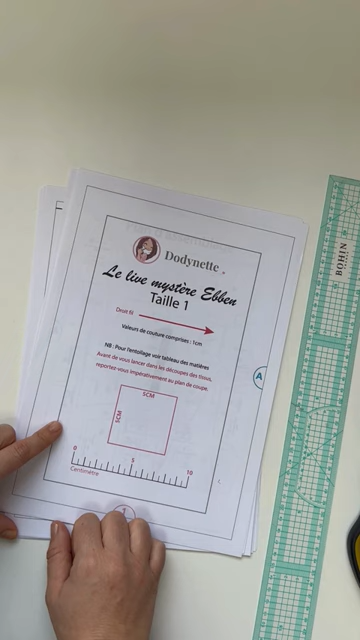 Dodynette
Le live mystère Ebben
Taille 1
Droit fil
Valeurs de couture comprises : 1cm
NB : Pour l'entoilage voir tableau des matières
Avant de vous lancer dans les découpes des tissus,
reportez-vous impérativement au plan de coupe.
A
5CM
5CM
0 5 10
Centimètre
1
BOHIN